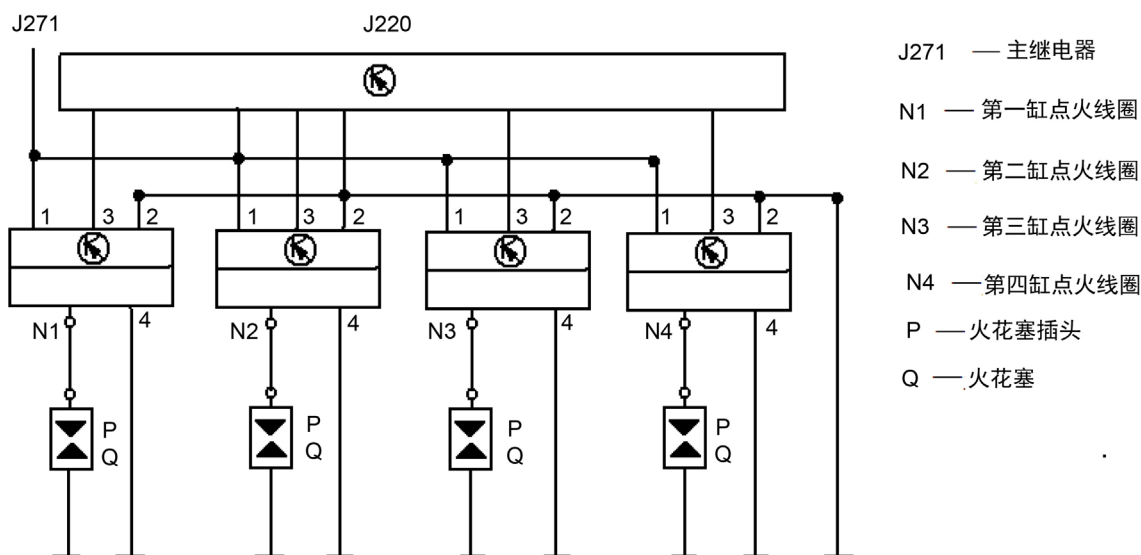 J271
J220
1 3 2 1 3 2 1 3 2 1 3 2
N1 4 N2 4 N3 4 N4 4
P P P P
Q Q Q Q
J271 — 主继电器
N1 — 第一缸点火线圈
N2 — 第二缸点火线圈
N3 — 第三缸点火线圈
N4 — 第四缸点火线圈
P — 火花塞插头
Q — 火花塞